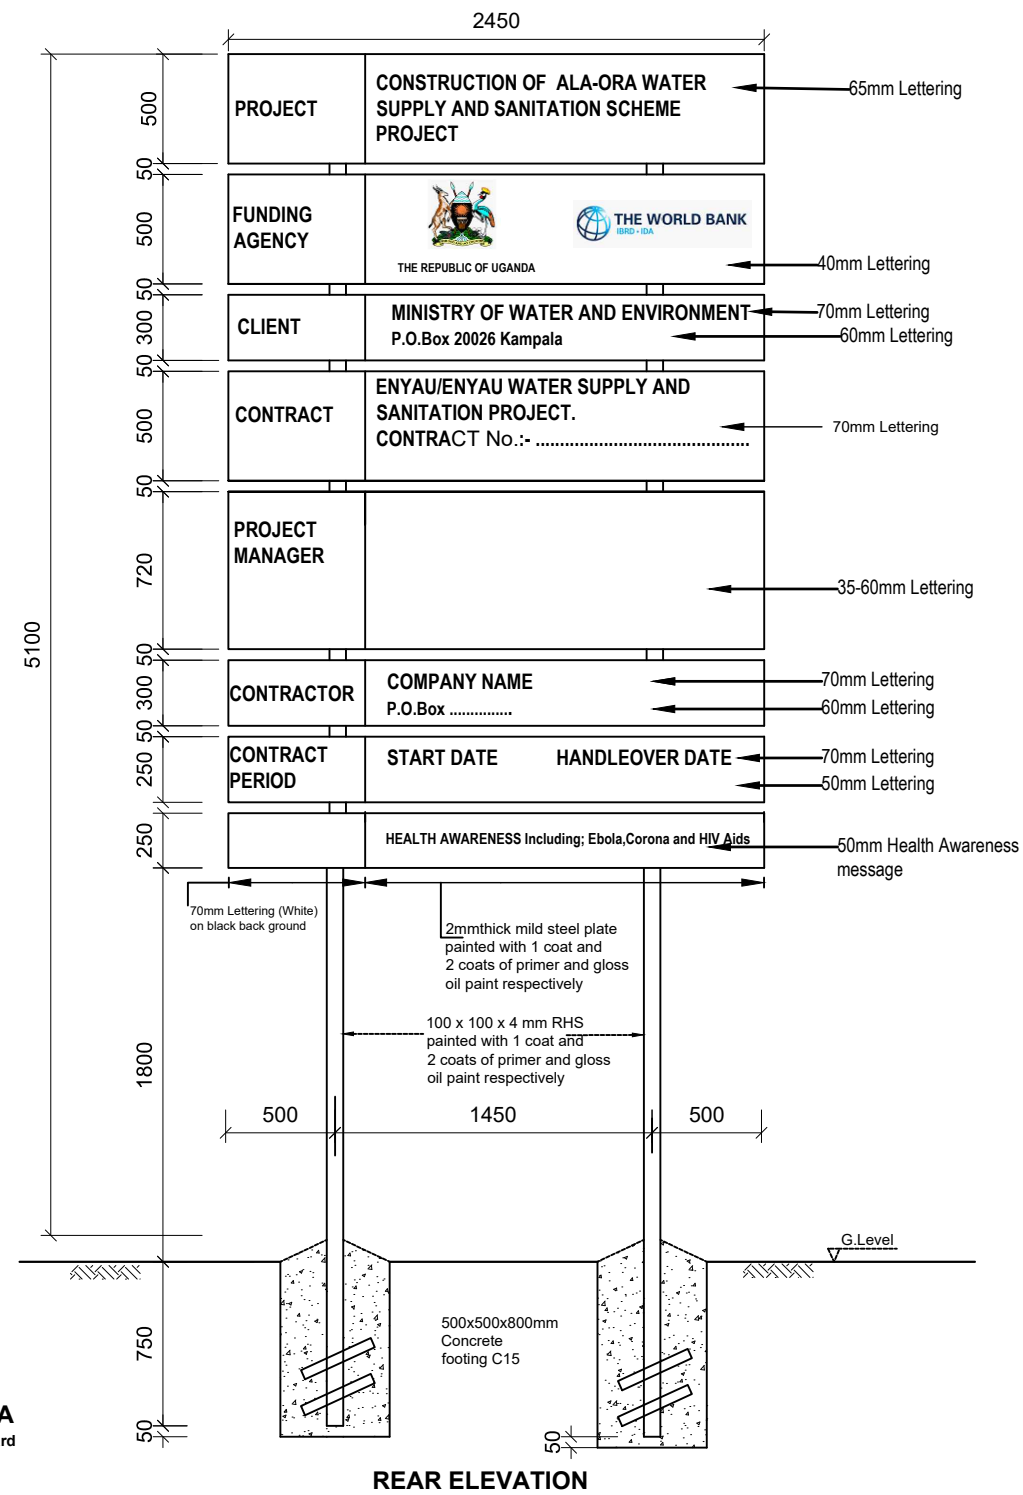 2450
PROJECT
CONSTRUCTION OF ALA-ORA WATER
SUPPLY AND SANITATION SCHEME
PROJECT
65mm Lettering
500
50
FUNDING
AGENCY
THE REPUBLIC OF UGANDA
THE WORLD BANK
IBRD • IDA
40mm Lettering
500
50
CLIENT
MINISTRY OF WATER AND ENVIRONMENT
P.O.Box 20026 Kampala
70mm Lettering
60mm Lettering
300
50
CONTRACT
ENYAU/ENYAU WATER SUPPLY AND
SANITATION PROJECT.
CONTRACT No.:- ............................................
70mm Lettering
500
50
PROJECT
MANAGER
35-60mm Lettering
720
5100
50
CONTRACTOR
COMPANY NAME
P.O.Box ..............
70mm Lettering
60mm Lettering
300
50
CONTRACT
PERIOD
START DATE HANDLEOVER DATE
70mm Lettering
50mm Lettering
250
HEALTH AWARENESS Including; Ebola,Corona and HIV Aids
50mm Health Awareness
message
250
70mm Lettering (White)
on black back ground
2mmthick mild steel plate
painted with 1 coat and
2 coats of primer and gloss
oil paint respectively
100 x 100 x 4 mm RHS
painted with 1 coat and
2 coats of primer and gloss
oil paint respectively
1800
500 1450 500
G.Level
500x500x800mm
Concrete
footing C15
750
50
50
A
rd
REAR ELEVATION